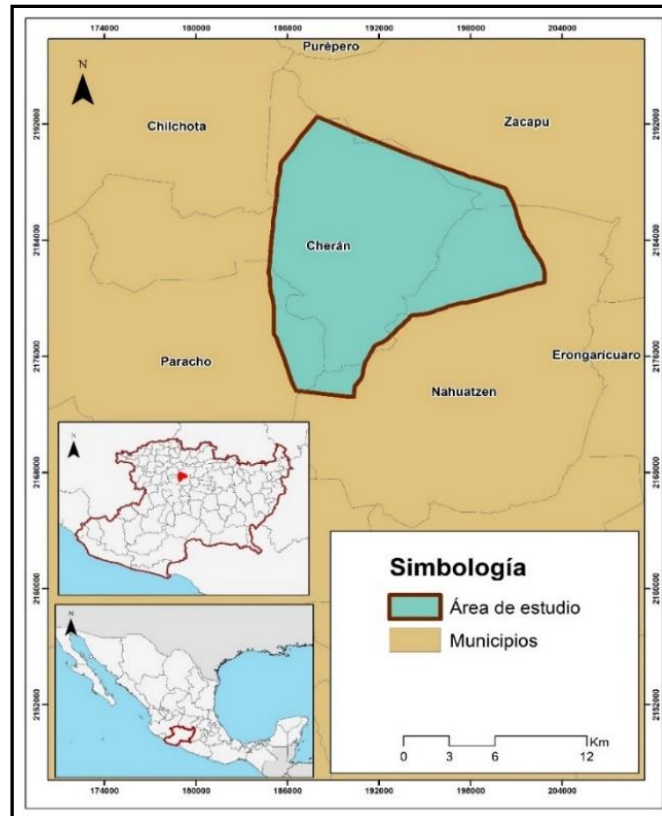 174000 180000 186000 192000 198000 204000
Purépero
N
2192000 Chilchota Zacapu 2192000
2184000 Cherán 2184000
2176000 Paracho Erongarícuaro 2176000
Nahuatzen
N
2168000 2168000
Simbología
Área de estudio
2160000 2160000
Municipios
N
2152000 2152000
Km
0 3 6 12
174000 180000 186000 192000 198000 204000